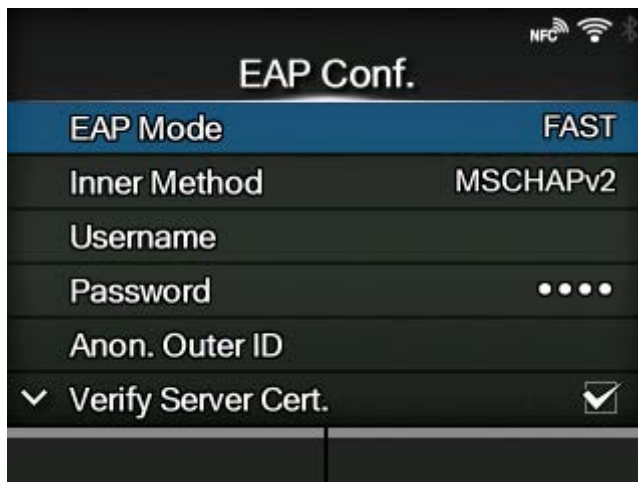 NFC
EAP Conf.
EAP Mode FAST
Inner Method MSCHAPv2
Username
Password ••••
Anon. Outer ID
Verify Server Cert.